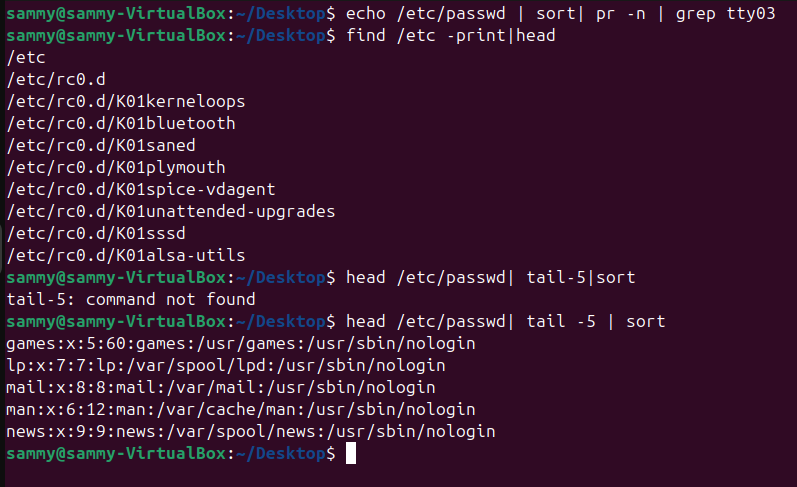 sammy@sammy-VirtualBox:~/Desktop$ echo /etc/passwd | sort| pr -n | grep tty03
sammy@sammy-VirtualBox:~/Desktop$ find /etc -print|head
/etc
/etc/rc0.d
/etc/rc0.d/K01kerneloops
/etc/rc0.d/K01bluetooth
/etc/rc0.d/K01saned
/etc/rc0.d/K01plymouth
/etc/rc0.d/K01spice-vdagent
/etc/rc0.d/K01unattended-upgrades
/etc/rc0.d/K01sssd
/etc/rc0.d/K01alsa-utils
sammy@sammy-VirtualBox:~/Desktop$ head /etc/passwd| tail-5|sort
tail-5: command not found
sammy@sammy-VirtualBox:~/Desktop$ head /etc/passwd| tail -5 | sort
games:x:5:60:games:/usr/games:/usr/sbin/nologin
lp:x:7:7:lp:/var/spool/lpd:/usr/sbin/nologin
mail:x:8:8:mail:/var/mail:/usr/sbin/nologin
man:x:6:12:man:/var/cache/man:/usr/sbin/nologin
news:x:9:9:news:/var/spool/news:/usr/sbin/nologin
sammy@sammy-VirtualBox:~/Desktop$